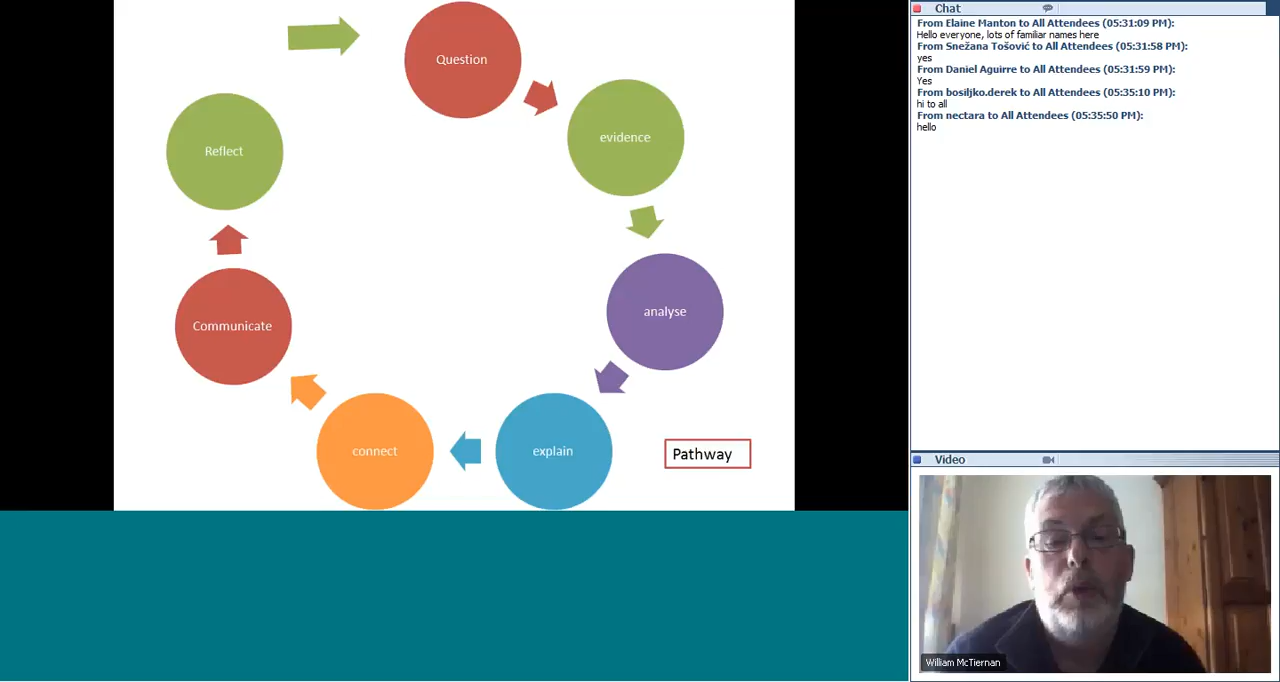 Question
evidence
analyse
explain
connect
Communicate
Reflect
Pathway
Chat
From Elaine Manton to All Attendees (05:31:09 PM):
Hello everyone, lots of familiar names here
From Snežana Tošović to All Attendees (05:31:58 PM):
yes
From Daniel Aguirre to All Attendees (05:31:59 PM):
Yes
From bosiljko.derek to All Attendees (05:35:10 PM):
hi to all
From nectara to All Attendees (05:35:50 PM):
hello
Video
William McTiernan